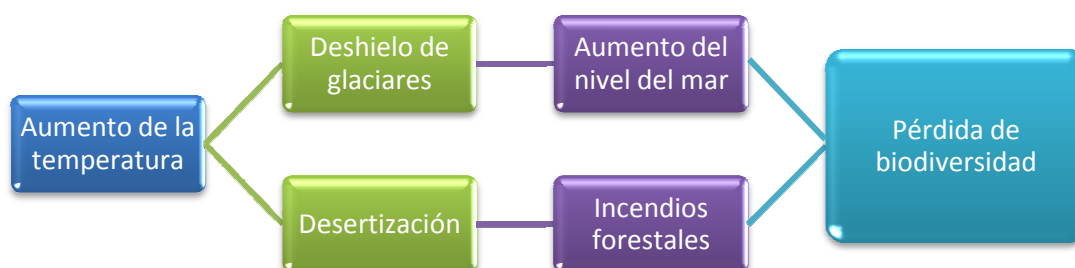 Aumento de la
temperatura
Deshielo de
glaciares
Aumento del
nivel del mar
Desertización
Incendios
forestales
Pérdida de
biodiversidad